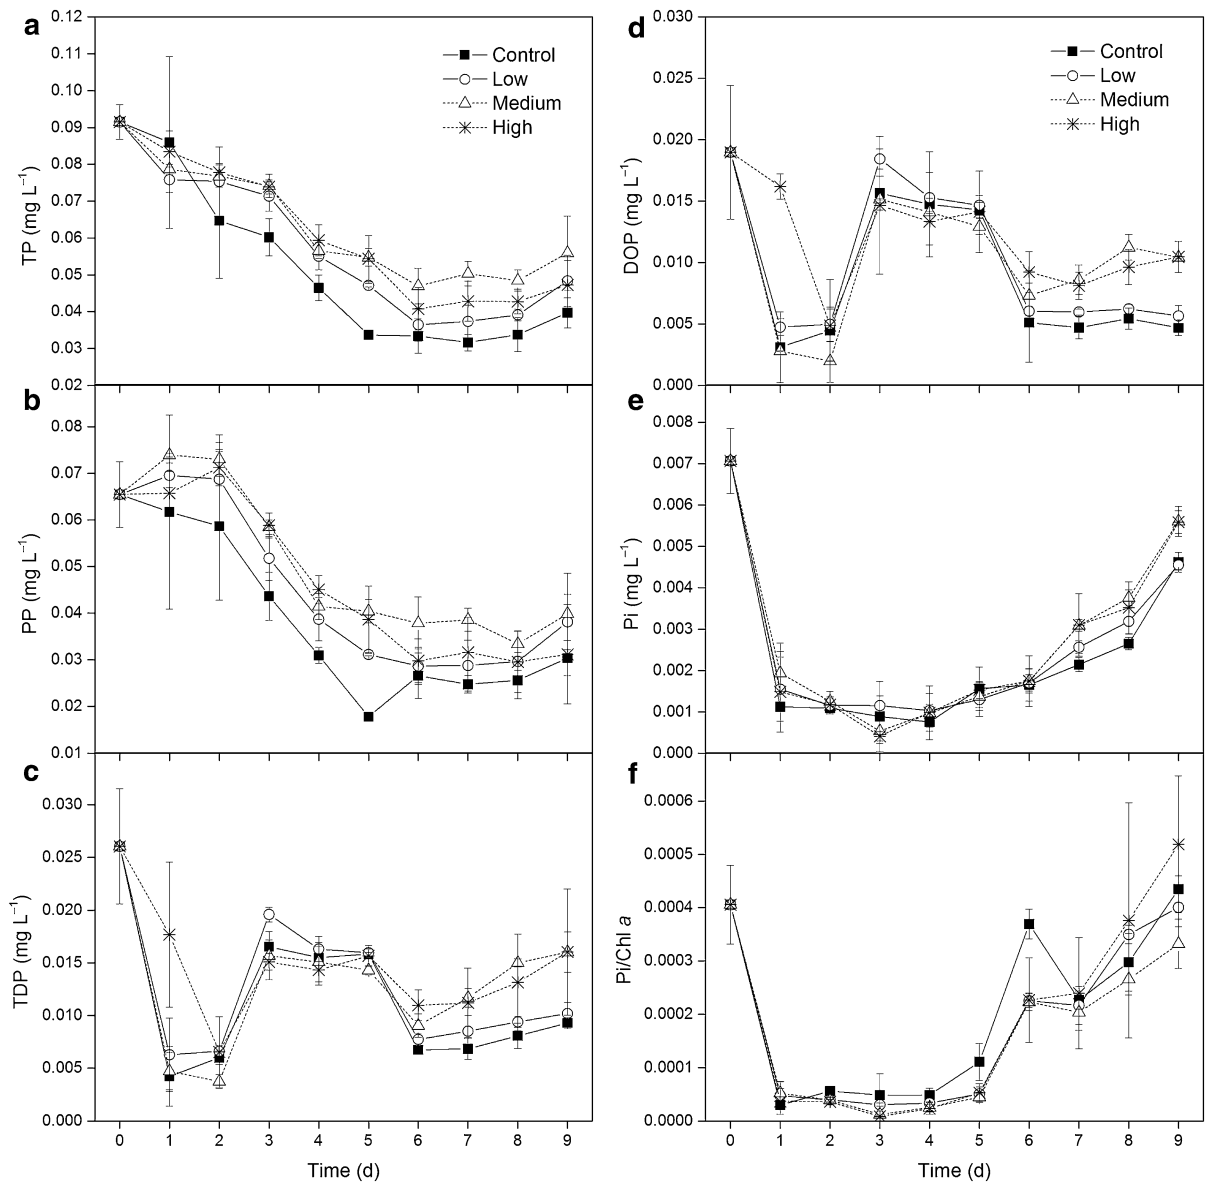 a
0.12
0.11
0.10
0.09
0.08
0.07
0.06
0.05
0.04
0.03
0.02
TP (mg L⁻¹)
Control
Low
Medium
High
b
0.08
0.07
0.06
0.05
0.04
0.03
0.02
0.01
PP (mg L⁻¹)
c
0.030
0.025
0.020
0.015
0.010
0.005
0.000
TDP (mg L⁻¹)
0 1 2 3 4 5 6 7 8 9
Time (d)
d
0.030
0.025
0.020
0.015
0.010
0.005
0.000
DOP (mg L⁻¹)
Control
Low
Medium
High
e
0.008
0.007
0.006
0.005
0.004
0.003
0.002
0.001
0.000
Pi (mg L⁻¹)
f
0.0006
0.0005
0.0004
0.0003
0.0002
0.0001
0.0000
Pi/Chl a
0 1 2 3 4 5 6 7 8 9
Time (d)